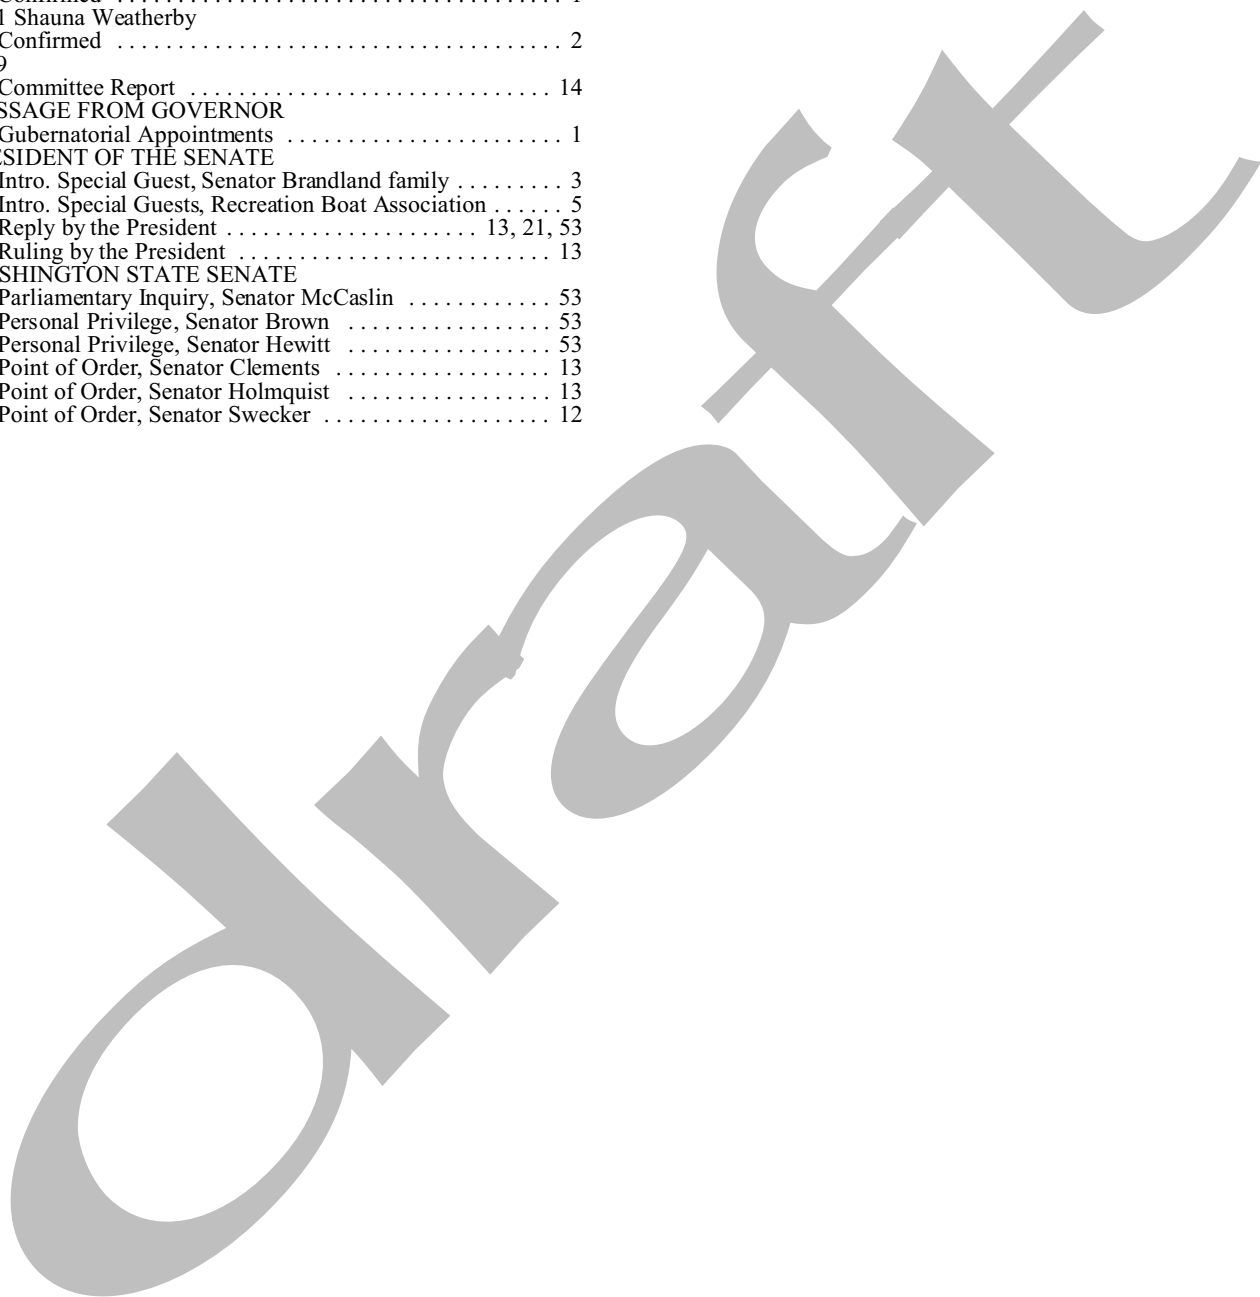 1 Shauna Weatherby
Confirmed . . . . . . . . . . . . . . . . . . . . . . . . . . . . . . . . . . . . . 2
9
Committee Report . . . . . . . . . . . . . . . . . . . . . . . . . . . . . . 14
SSAGE FROM GOVERNOR
Gubernatorial Appointments . . . . . . . . . . . . . . . . . . . . . . . 1
ESIDENT OF THE SENATE
Intro. Special Guest, Senator Brandland family . . . . . . . . . 3
Intro. Special Guests, Recreation Boat Association . . . . . . 5
Reply by the President . . . . . . . . . . . . . . . . . . . . . 13, 21, 53
Ruling by the President . . . . . . . . . . . . . . . . . . . . . . . . . . 13
SHINGTON STATE SENATE
Parliamentary Inquiry, Senator McCaslin . . . . . . . . . . . . 53
Personal Privilege, Senator Brown . . . . . . . . . . . . . . . . . 53
Personal Privilege, Senator Hewitt . . . . . . . . . . . . . . . . . 53
Point of Order, Senator Clements . . . . . . . . . . . . . . . . . . 13
Point of Order, Senator Holmquist . . . . . . . . . . . . . . . . . 13
Point of Order, Senator Swecker . . . . . . . . . . . . . . . . . . . 12
draft